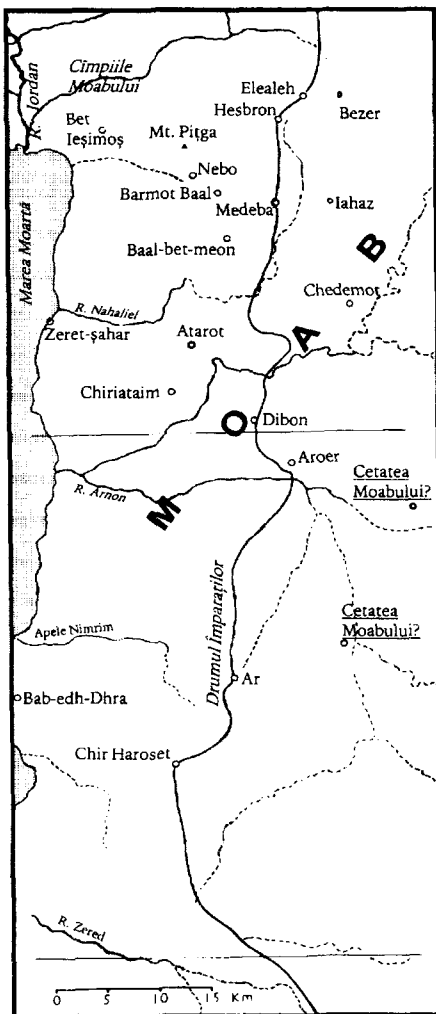 Cîmpiile
Moabului
R. Iordan
Elealeh
Hesbron
Bezer
Bet
Ieşimoş
Mt. Piţga
Nebo
Barmot Baal
Medeba
Iahaz
Marea Moartă
Baal-bet-meon
B
Chedemot
R. Nahaliel
Zeret-şahar
Atarot
A
Chiriataim
O
Dibon
Aroer
R. Arnon
M
Cetatea
Moabului?
Apele Nimrim
Drumul Împaraţilor
Cetatea
Moabului?
Ar
Bab-edh-Dhra
Chir Haroset
R. Zered
0 5 10 15 Km